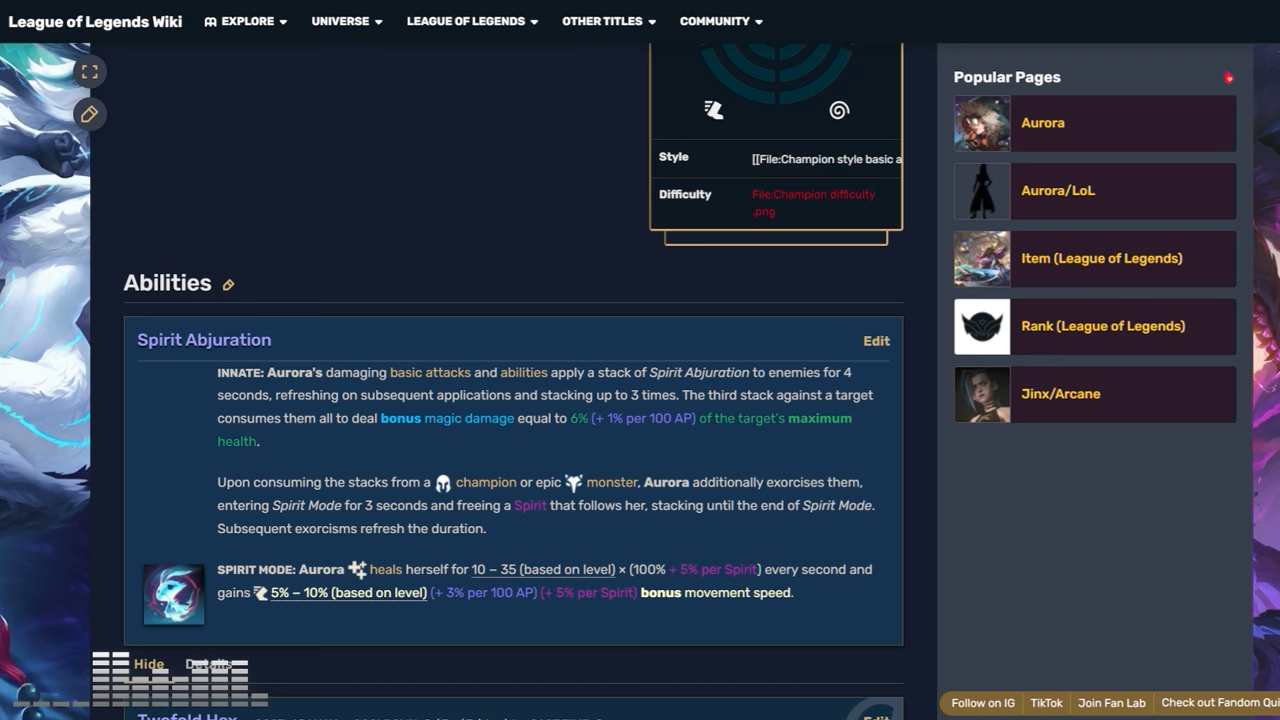 League of Legends Wiki
EXPLORE
UNIVERSE
LEAGUE OF LEGENDS
OTHER TITLES
COMMUNITY
Style [[File:Champion style basic a
Difficulty File:Champion difficulty
.png
Abilities
Spirit Abjuration Edit
INNATE: Aurora's damaging basic attacks and abilities apply a stack of Spirit Abjuration to enemies for 4
seconds, refreshing on subsequent applications and stacking up to 3 times. The third stack against a target
consumes them all to deal bonus magic damage equal to 6% (+ 1% per 100 AP) of the target's maximum
health.
Upon consuming the stacks from a champion or epic monster, Aurora additionally exorcises them,
entering Spirit Mode for 3 seconds and freeing a Spirit that follows her, stacking until the end of Spirit Mode.
Subsequent exorcisms refresh the duration.
SPIRIT MODE: Aurora heals herself for 10 – 35 (based on level) × (100% + 5% per Spirit) every second and
gains 5% – 10% (based on level) (+ 3% per 100 AP) (+ 5% per Spirit) bonus movement speed.
Hide Details
Twofold Hex Edit
Popular Pages
Aurora
Aurora/LoL
Item (League of Legends)
Rank (League of Legends)
Jinx/Arcane
Follow on IG
TikTok
Join Fan Lab
Check out Fandom Qui